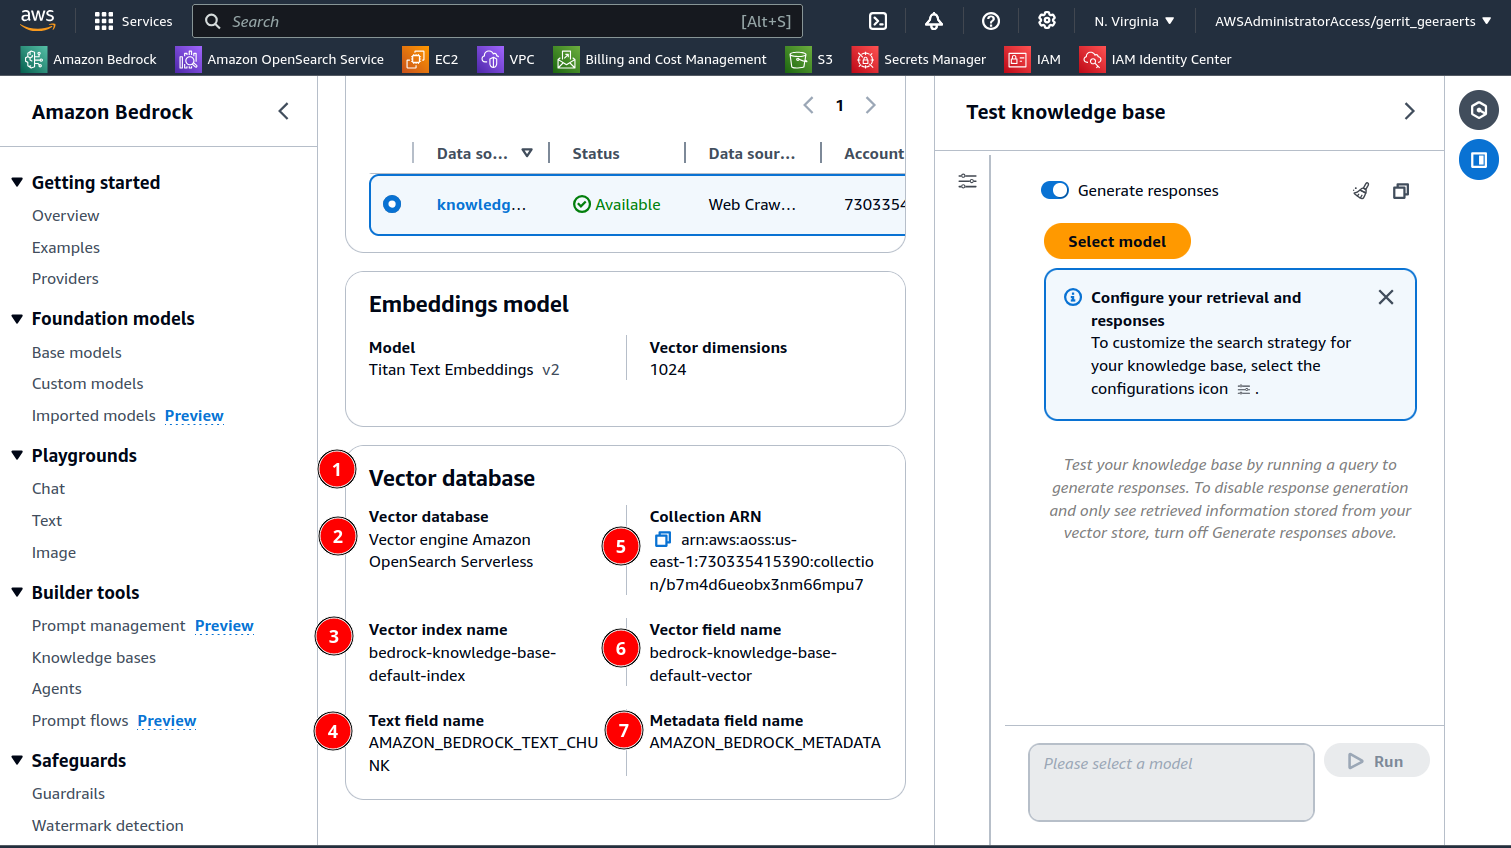 aws
Services
Search
[Alt+S]
N. Virginia
AWSAdministratorAccess/gerrit_geeraerts
Amazon Bedrock
Amazon OpenSearch Service
EC2
VPC
Billing and Cost Management
S3
Secrets Manager
IAM
IAM Identity Center
Amazon Bedrock
Getting started
Overview
Examples
Providers
Foundation models
Base models
Custom models
Imported models Preview
Playgrounds
Chat
Text
Image
Builder tools
Prompt management Preview
Knowledge bases
Agents
Prompt flows Preview
Safeguards
Guardrails
Watermark detection
1
Data so...
Status
Data sour...
Account
knowledg...
Available
Web Craw...
7303354
Embeddings model
Model
Titan Text Embeddings v2
Vector dimensions
1024
1
Vector database
2
Vector database
Vector engine Amazon
OpenSearch Serverless
5
Collection ARN
arn:aws:aoss:us-
east-1:730335415390:collectio
n/b7m4d6ueobx3nm66mpu7
3
Vector index name
bedrock-knowledge-base-
default-index
6
Vector field name
bedrock-knowledge-base-
default-vector
4
Text field name
AMAZON_BEDROCK_TEXT_CHU
NK
7
Metadata field name
AMAZON_BEDROCK_METADATA
Test knowledge base
Generate responses
Select model
Configure your retrieval and
responses
To customize the search strategy for
your knowledge base, select the
configurations icon .
Test your knowledge base by running a query to
generate responses. To disable response generation
and only see retrieved information stored from your
vector store, turn off Generate responses above.
Please select a model
Run